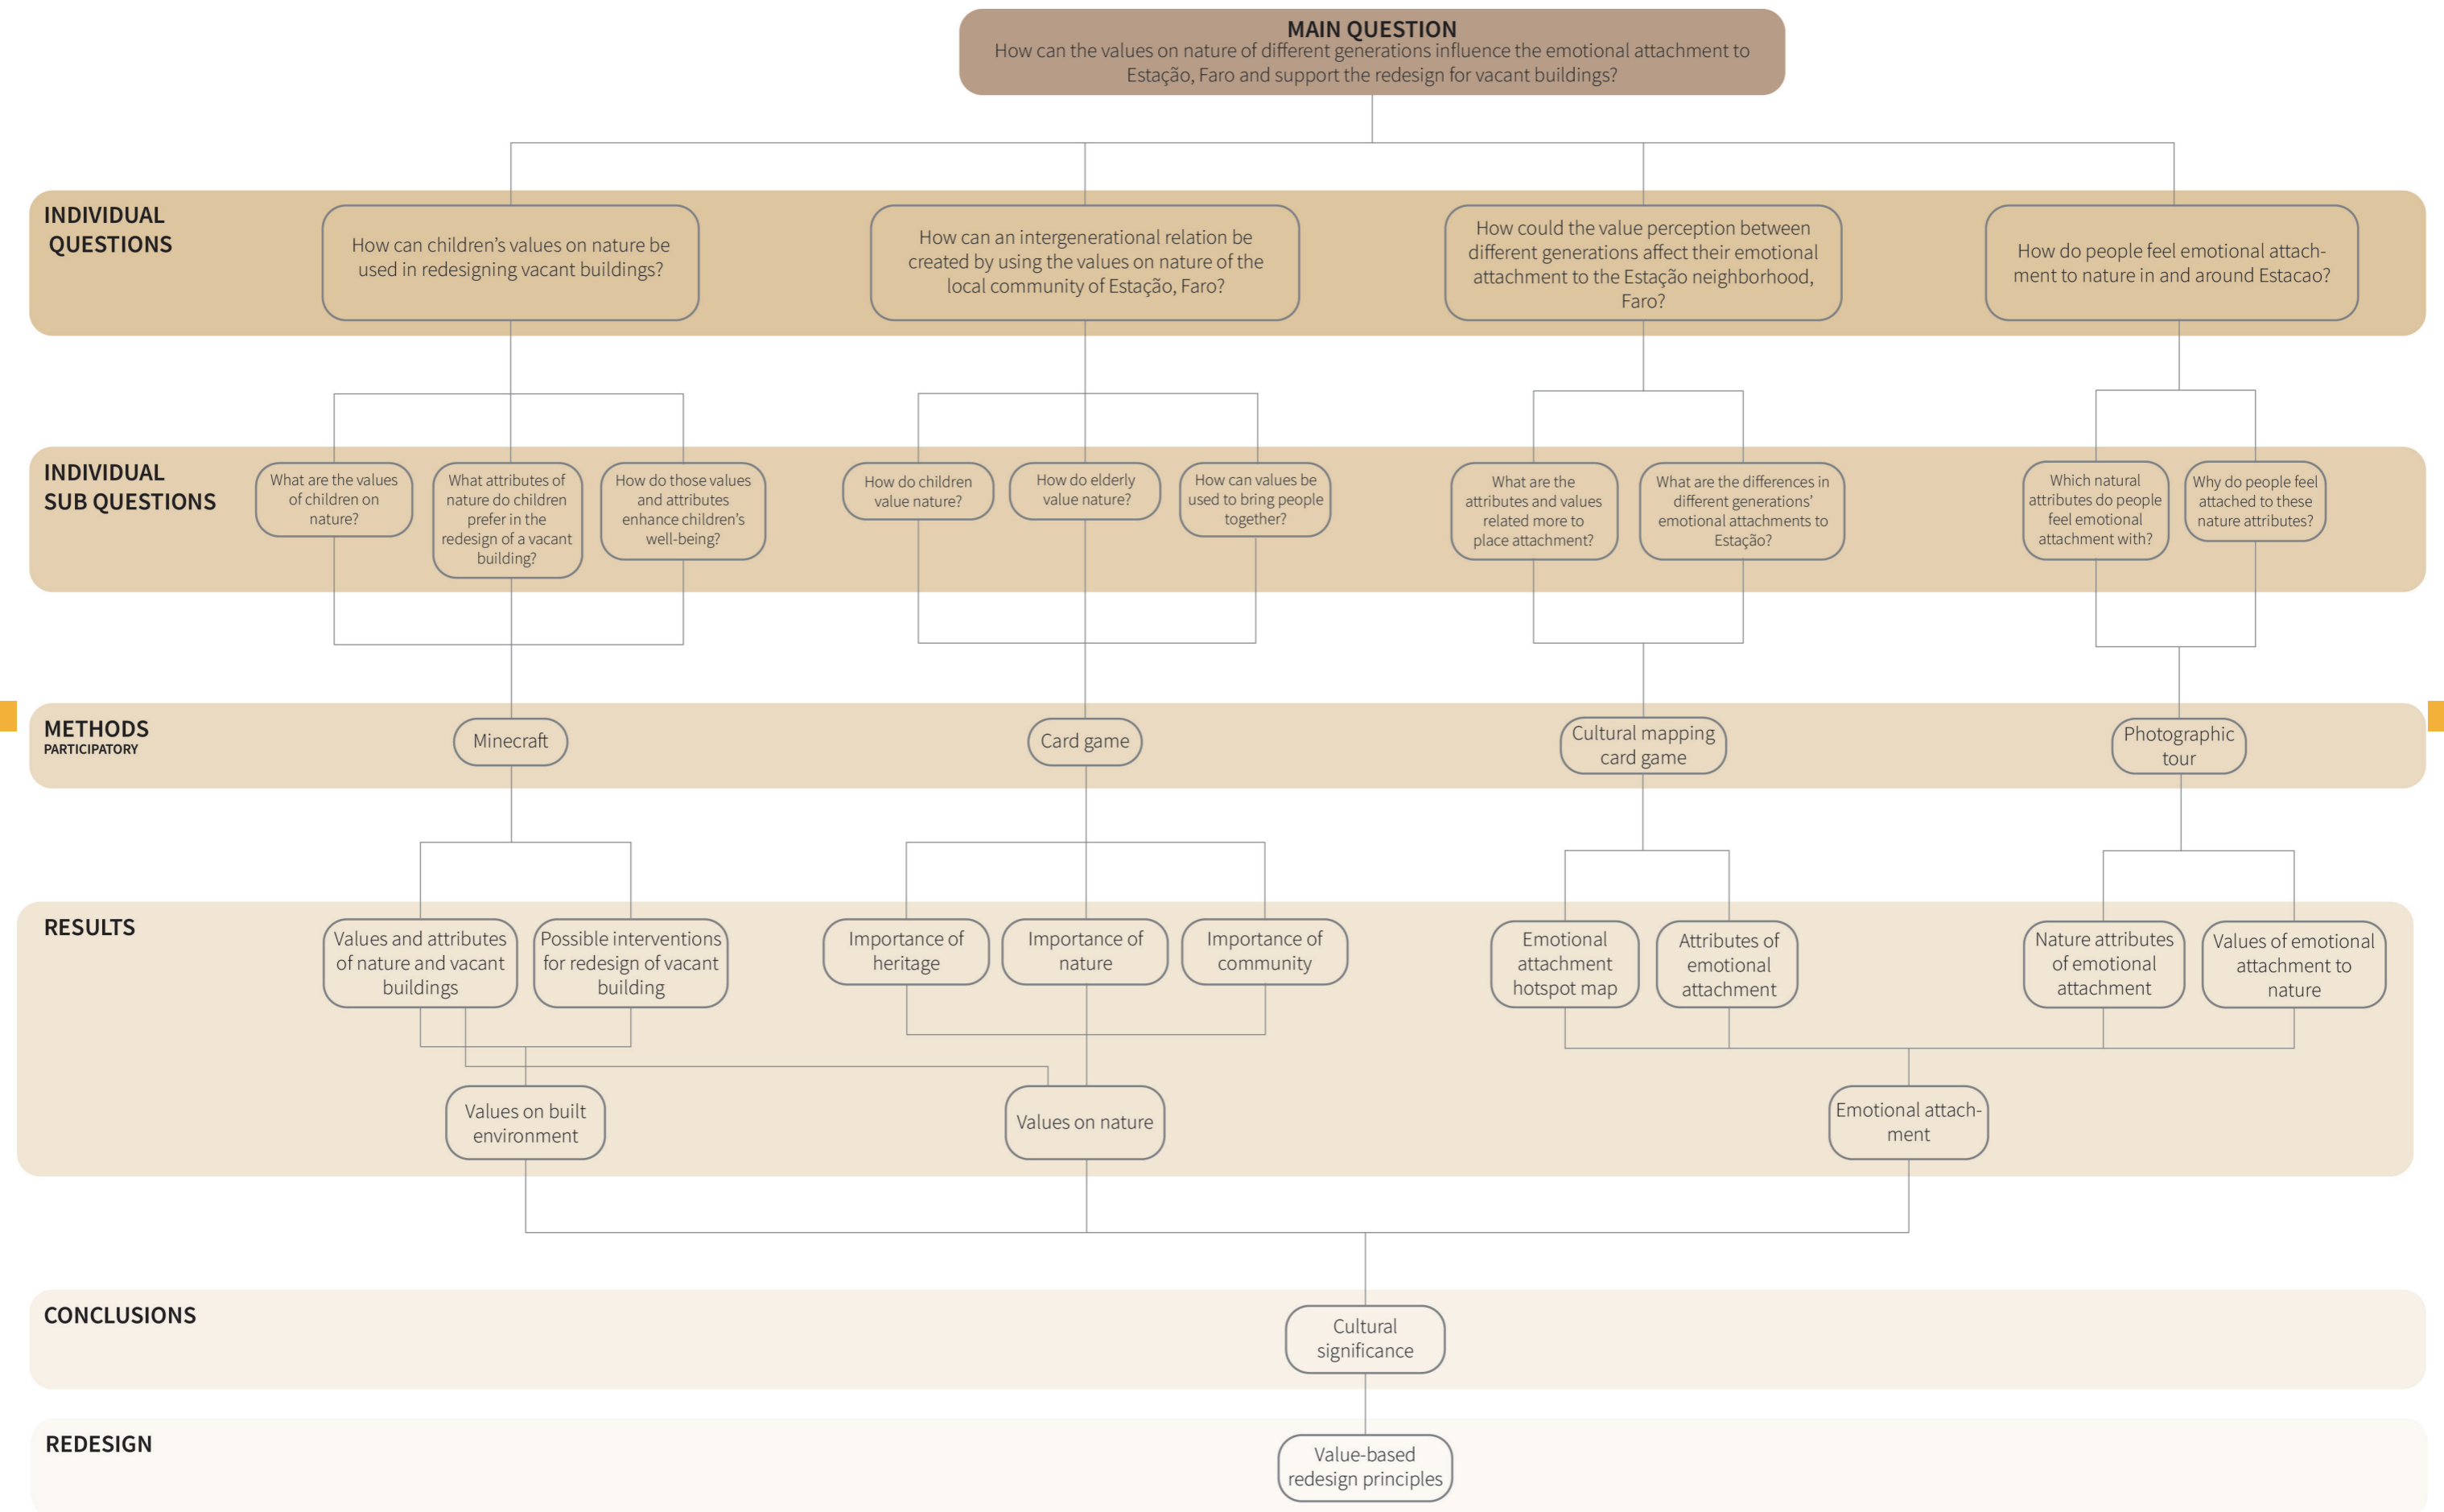 MAIN QUESTION
How can the values on nature of different generations influence the emotional attachment to
Estação, Faro and support the redesign for vacant buildings?
INDIVIDUAL
QUESTIONS
How can children's values on nature be
used in redesigning vacant buildings?
How can an intergenerational relation be
created by using the values on nature of the
local community of Estação, Faro?
How could the value perception between
different generations affect their emotional
attachment to the Estação neighborhood,
Faro?
How do people feel emotional attach-
ment to nature in and around Estacao?
INDIVIDUAL
SUB QUESTIONS
What are the values
of children on
nature?
What attributes of
nature do children
prefer in the
redesign of a vacant
building?
How do those values
and attributes
enhance children's
well-being?
How do children
value nature?
How do elderly
value nature?
How can values be
used to bring people
together?
What are the
attributes and values
related more to
place attachment?
What are the differences in
different generations'
emotional attachments to
Estação?
Which natural
attributes do people
feel emotional
attachment with?
Why do people feel
attached to these
nature attributes?
METHODS
PARTICIPATORY
Minecraft
Card game
Cultural mapping
card game
Photographic
tour
RESULTS
Values and attributes
of nature and vacant
buildings
Possible interventions
for redesign of vacant
building
Importance of
heritage
Importance of
nature
Importance of
community
Emotional
attachment
hotspot map
Attributes of
emotional
attachment
Nature attributes
of emotional
attachment
Values of emotional
attachment to
nature
Values on built
environment
Values on nature
Emotional attach-
ment
CONCLUSIONS
Cultural
significance
REDESIGN
Value-based
redesign principles